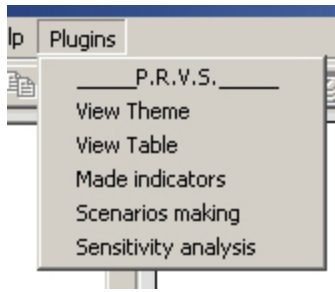 lp Plugins
_____P.R.V.S._____
View Theme
View Table
Made indicators
Scenarios making
Sensitivity analysis